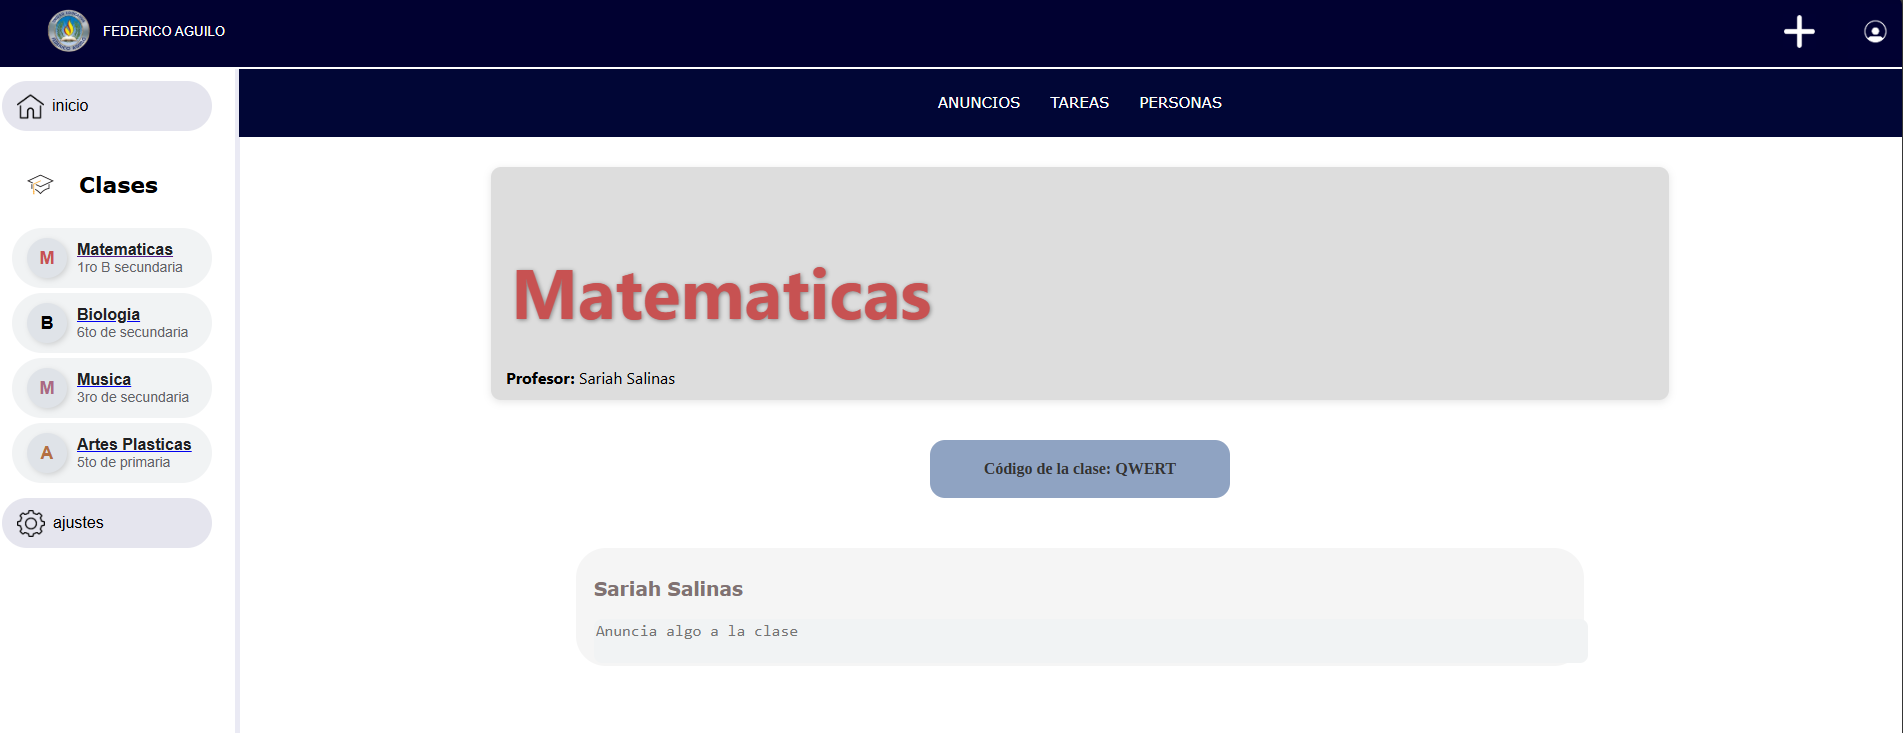 FEDERICO AGUILO
inicio
ANUNCIOS TAREAS PERSONAS
Clases
M Matematicas
1ro B secundaria
B Biologia
6to de secundaria
M Musica
3ro de secundaria
A Artes Plasticas
5to de primaria
ajustes
Matematicas
Profesor: Sariah Salinas
Código de la clase: QWERT
Sariah Salinas
Anuncia algo a la clase